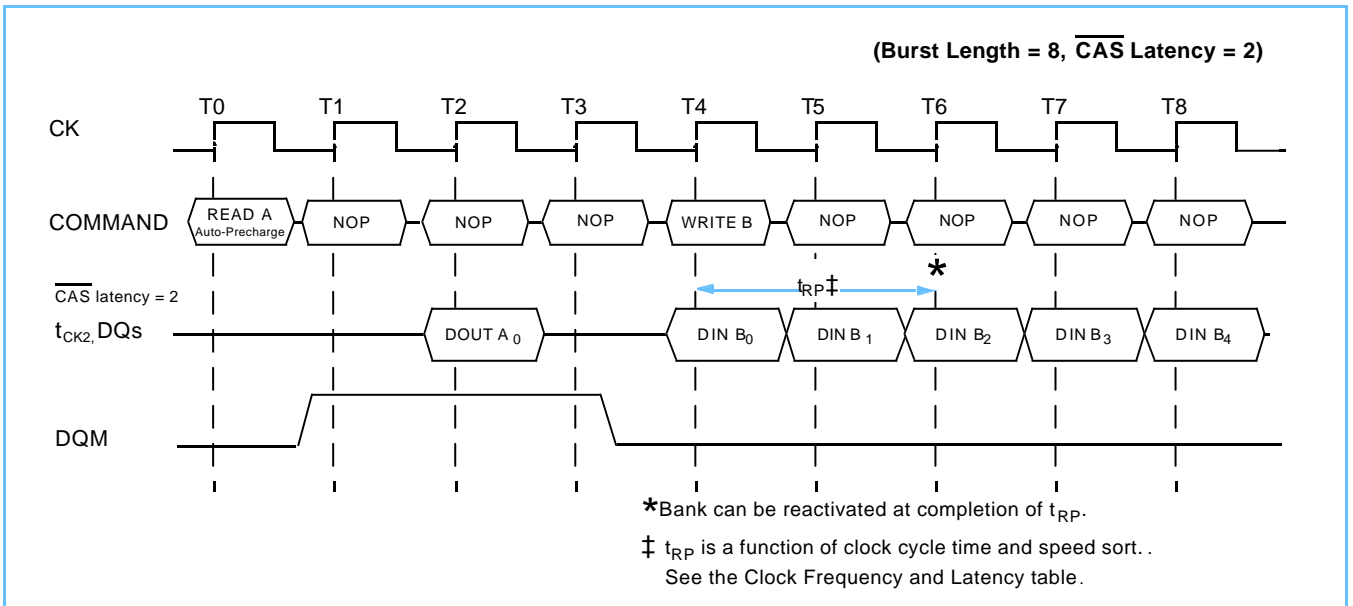 (Burst Length = 8, CAS Latency = 2)
T0 T1 T2 T3 T4 T5 T6 T7 T8
CK
COMMAND
READ A
Auto-Precharge
NOP NOP NOP WRITE B NOP NOP NOP NOP
*
tRP‡
CAS latency = 2
tCK2, DQs
DOUT A0 DIN B0 DIN B1 DIN B2 DIN B3 DIN B4
DQM
*Bank can be reactivated at completion of tRP.
‡ tRP is a function of clock cycle time and speed sort. .
See the Clock Frequency and Latency table.